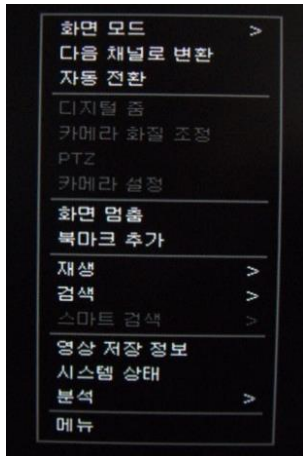 화면 모드 >
다음 채널로 변환
자동 전환
디지털 줌
카메라 화질 조정
PTZ
카메라 설정
화면 멈춤
북마크 추가
재생 >
검색 >
스마트 검색 >
영상 저장 정보
시스템 상태
분석 >
메뉴